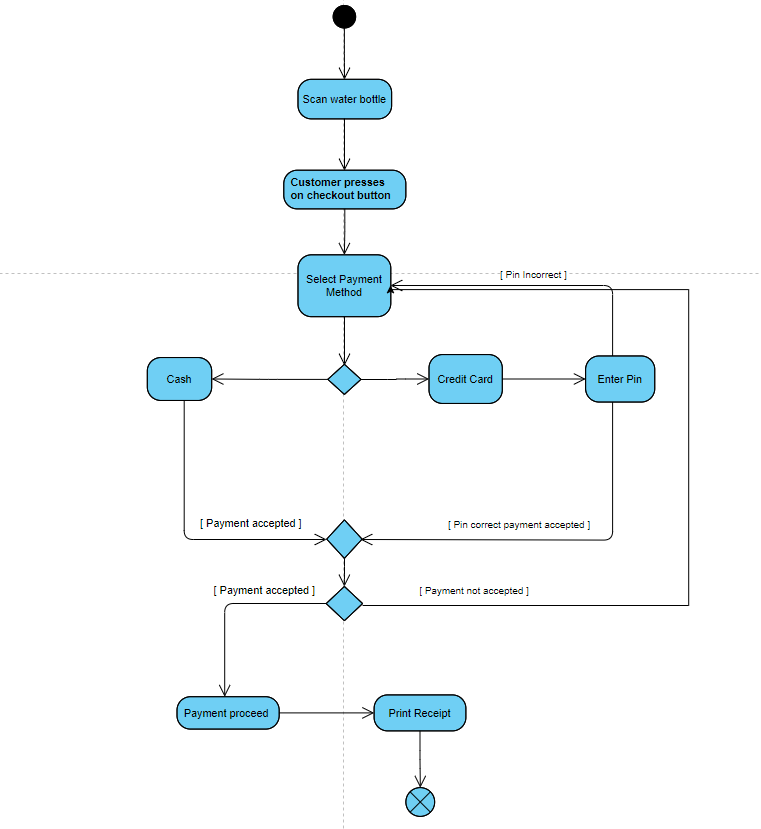 Scan water bottle
Customer presses
on checkout button
[ Pin Incorrect ]
Select Payment
Method
Cash
Credit Card
Enter Pin
[ Payment accepted ]
[ Pin correct payment accepted ]
[ Payment accepted ]
[ Payment not accepted ]
Payment proceed
Print Receipt